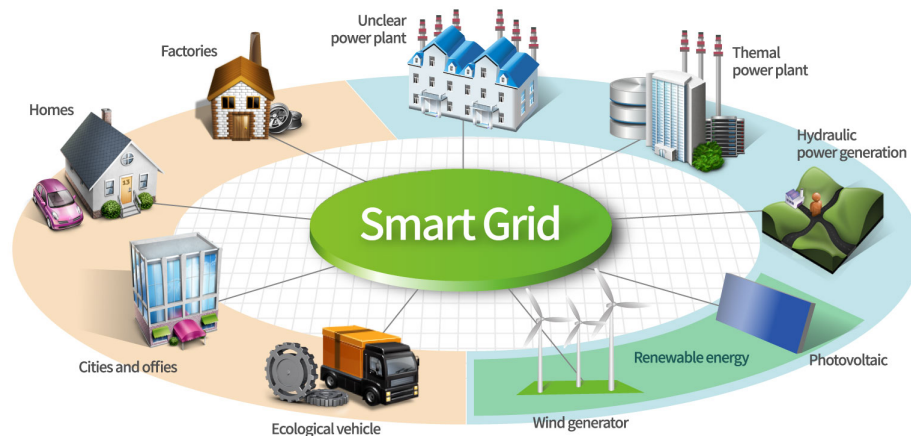 Unclear
power plant
Factories
Themal
power plant
Homes
Hydraulic
power generation
Smart Grid
13
Renewable energy
Photovoltaic
Cities and offies
Wind generator
Ecological vehicle